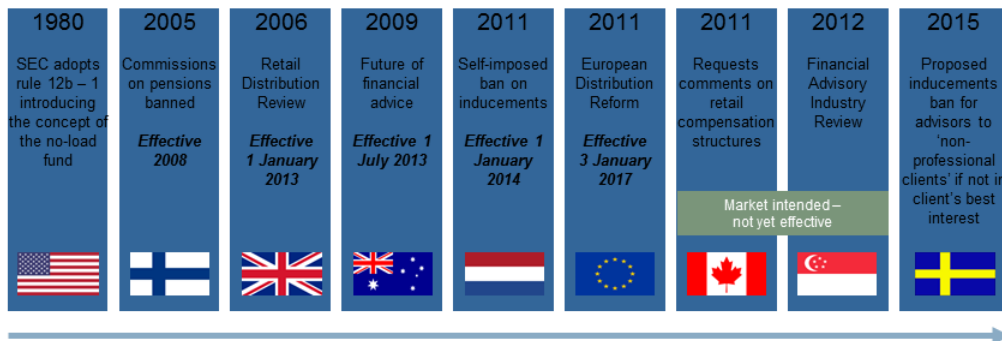 1980
SEC adopts
rule 12b – 1
introducing
the concept of
the no-load
fund
2005
Commissions
on pensions
banned
Effective
2008
2006
Retail
Distribution
Review
Effective
1 January
2013
2009
Future of
financial
advice
Effective 1
July 2013
2011
Self-imposed
ban on
inducements
Effective 1
January
2014
2011
European
Distribution
Reform
Effective
3 January
2017
2011
Requests
comments on
retail
compensation
structures
2012
Financial
Advisory
Industry
Review
Market intended –
not yet effective
2015
Proposed
inducements
ban for
advisors to
'non-
professional
clients' if not in
client's best
interest